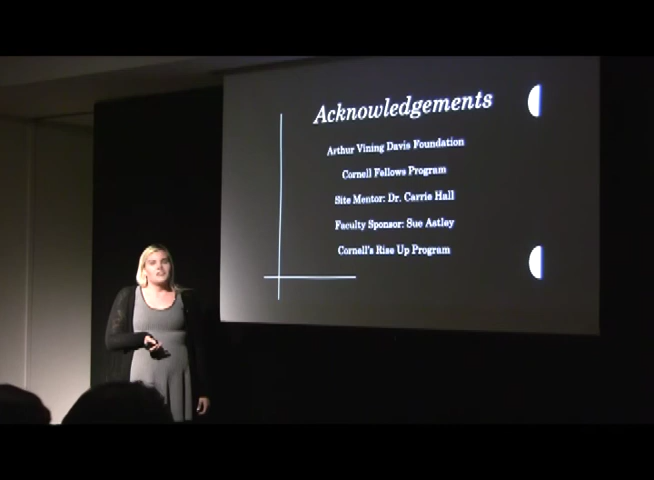 Acknowledgements
Arthur Vining Davis Foundation
Cornell Fellows Program
Site Mentor: Dr. Carrie Hall
Faculty Sponsor: Sue Astley
Cornell's Rise Up Program